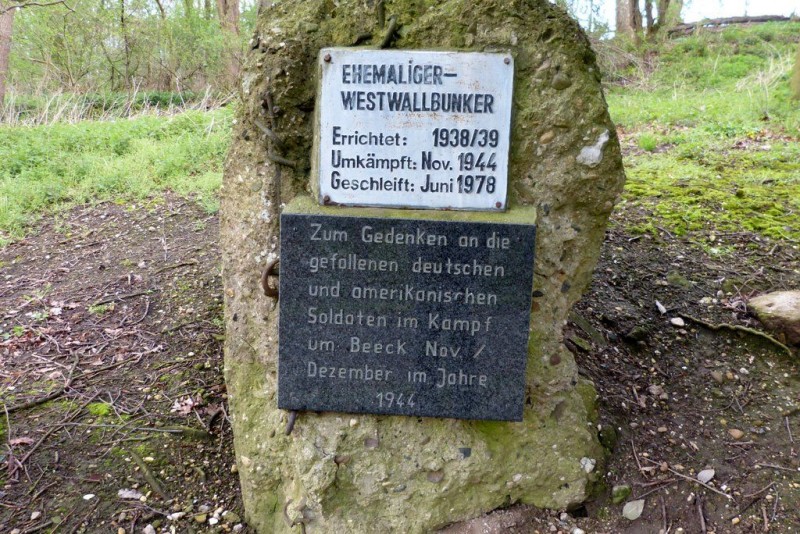 EHEMALIGER-
WESTWALLBUNKER
Errichtet: 1938/39
Umkämpft: Nov. 1944
Geschleift: Juni 1978
Zum Gedenken an die
gefallenen deutschen
und amerikanischen
Soldaten im Kampf
um Beeck Nov. /
Dezember im Jahre
1944